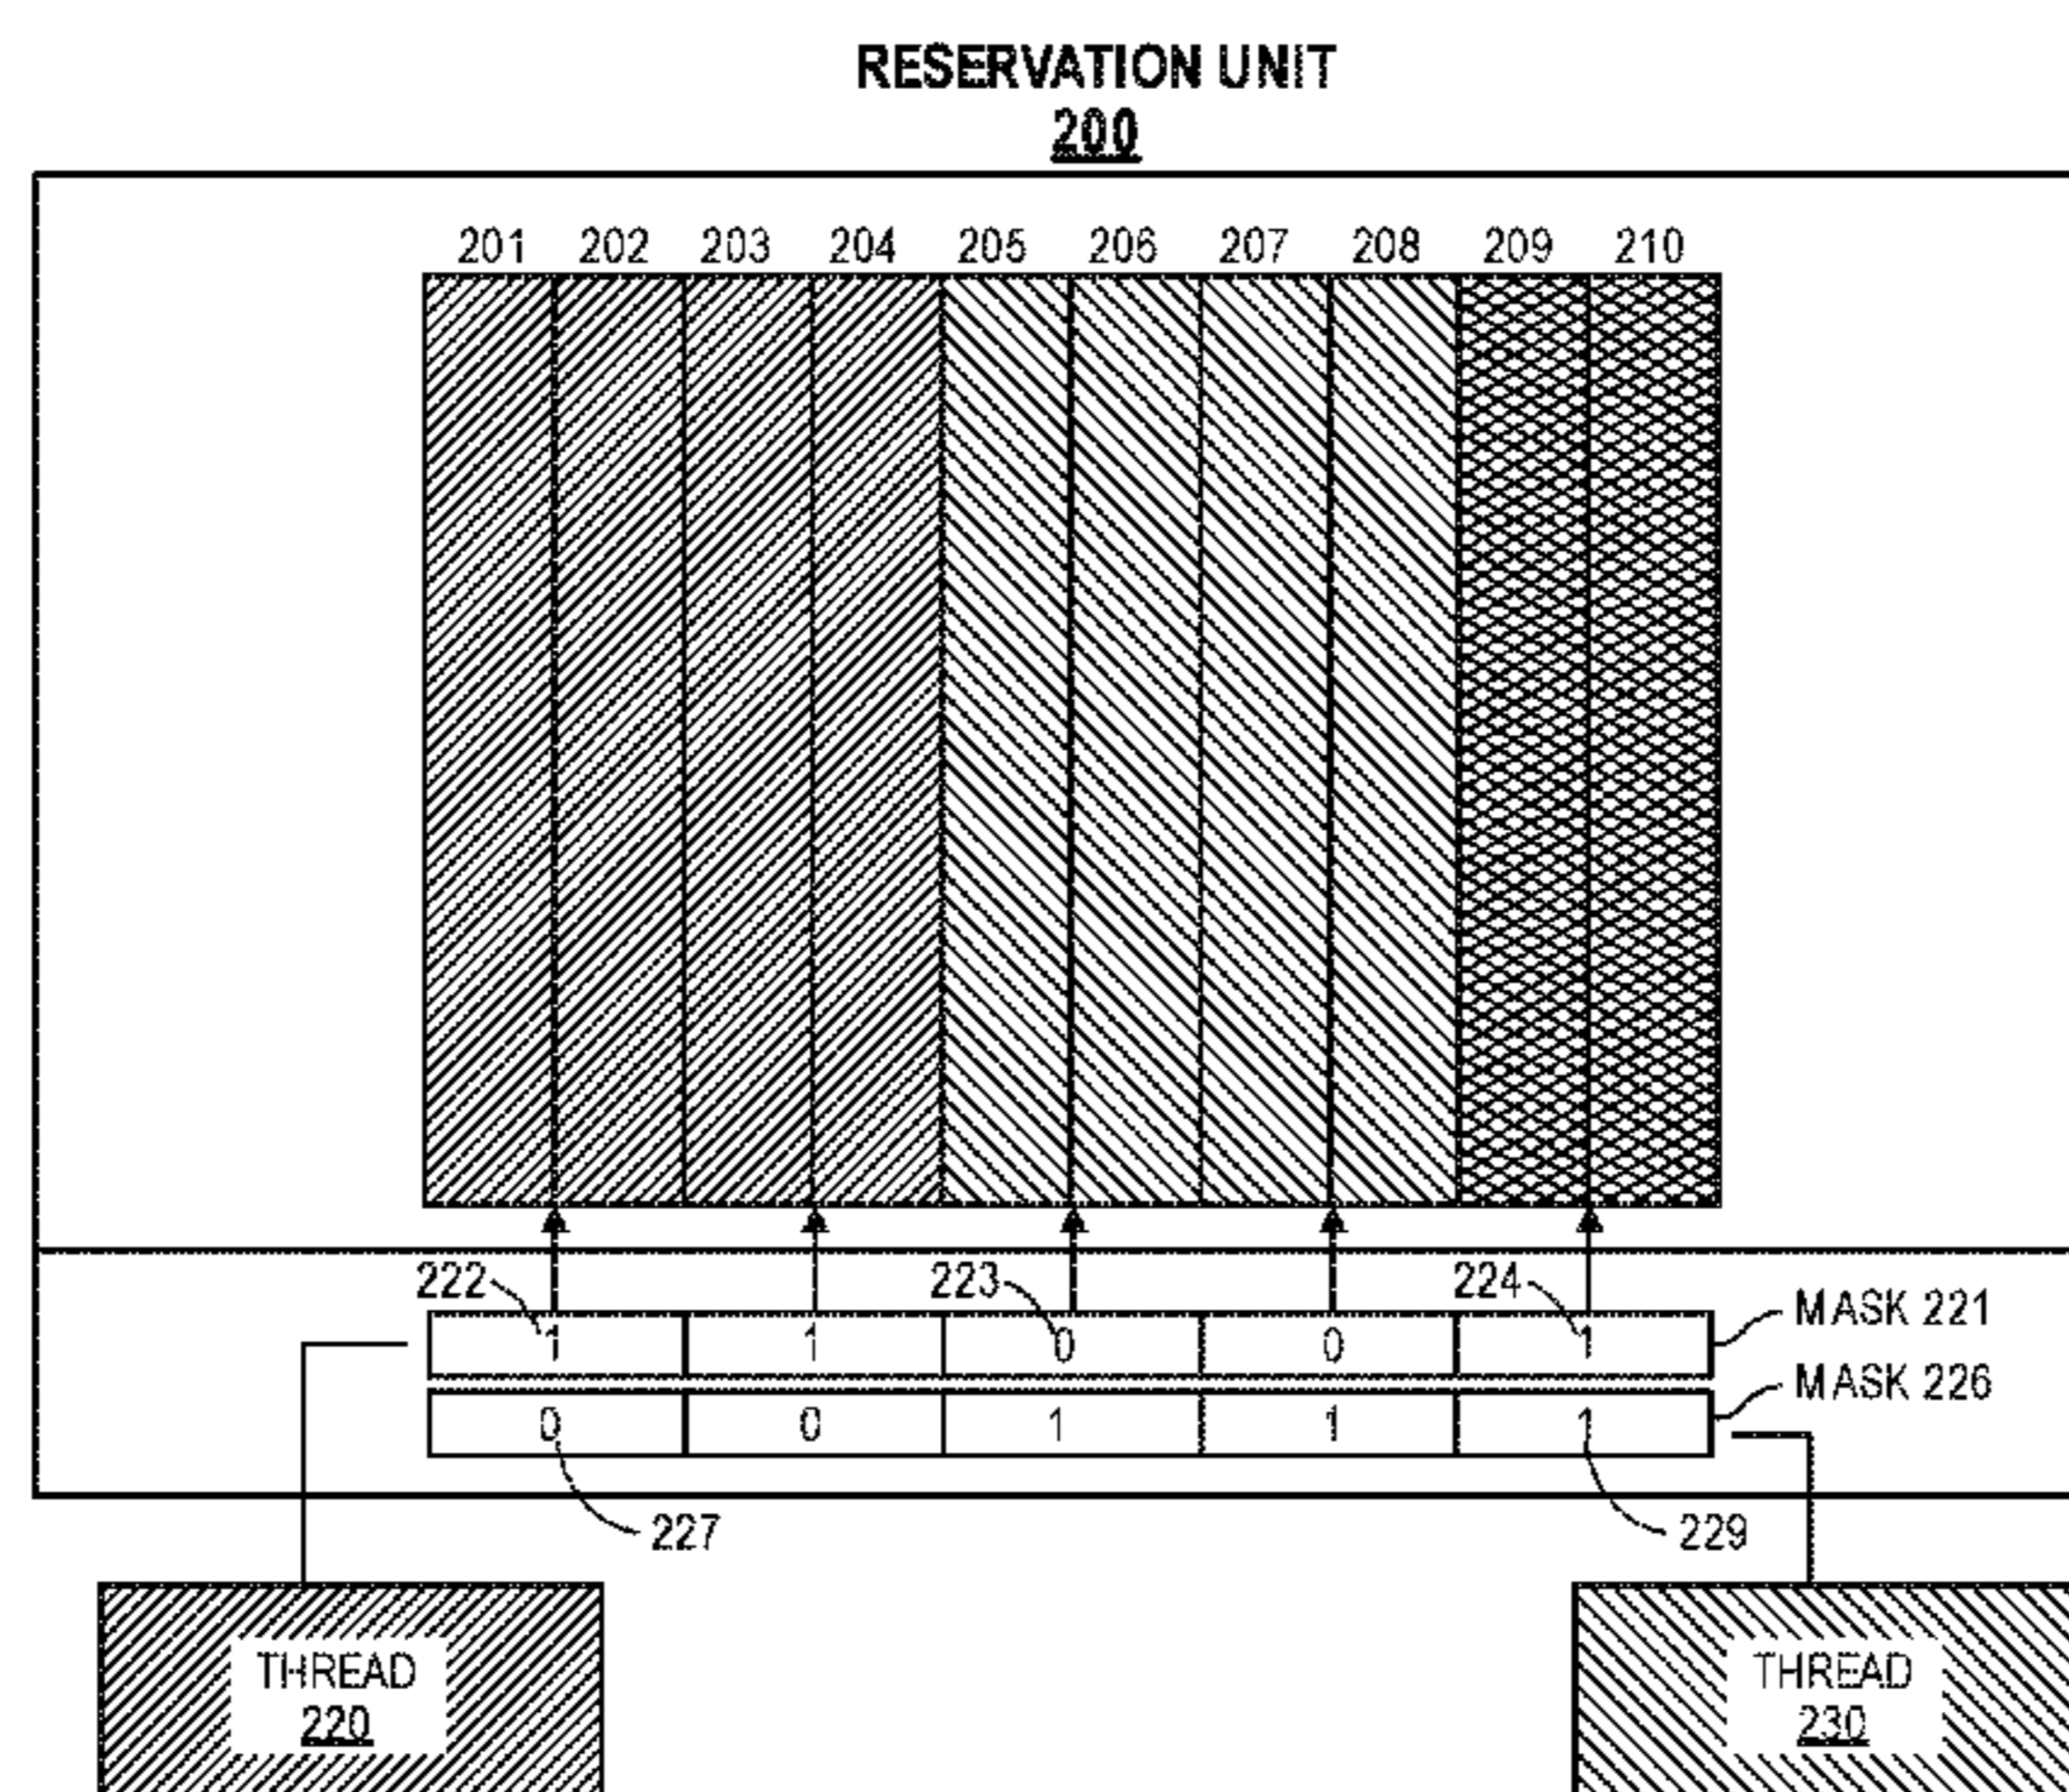 RESERVATION UNIT
200
201 202 203 204 205 206 207 208 209 210
222 223 224
1 1 0 0 1
MASK 221
0 0 1 1 1
MASK 226
227 229
THREAD
220
THREAD
230